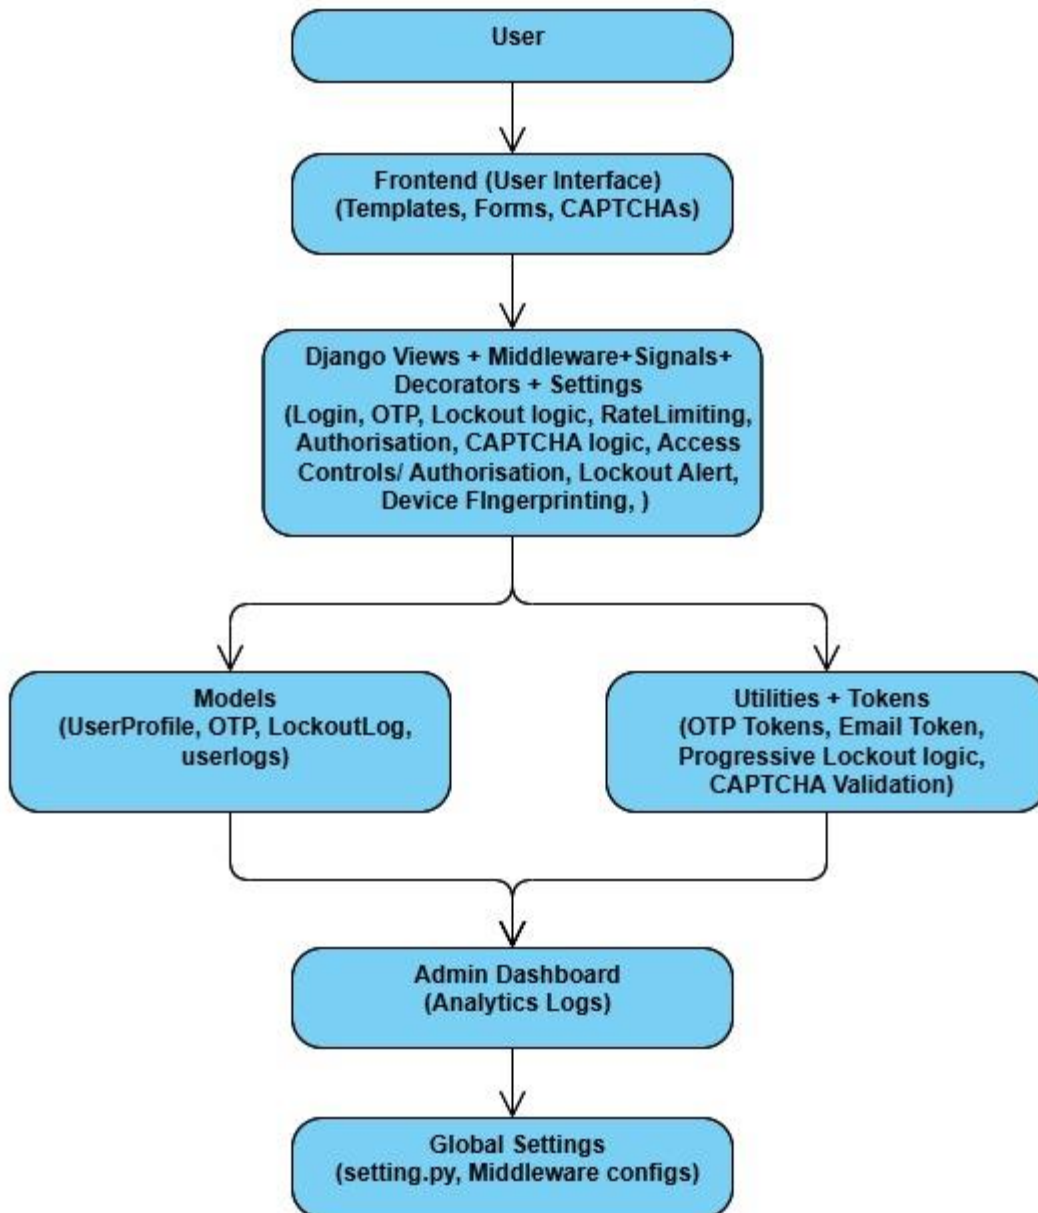 User
Frontend (User Interface)
(Templates, Forms, CAPTCHAs)
Django Views + Middleware+Signals+
Decorators + Settings
(Login, OTP, Lockout logic, RateLimiting,
Authorisation, CAPTCHA logic, Access
Controls/ Authorisation, Lockout Alert,
Device FIngerprinting, )
Models
(UserProfile, OTP, LockoutLog,
userlogs)
Utilities + Tokens
(OTP Tokens, Email Token,
Progressive Lockout logic,
CAPTCHA Validation)
Admin Dashboard
(Analytics Logs)
Global Settings
(setting.py, Middleware configs)